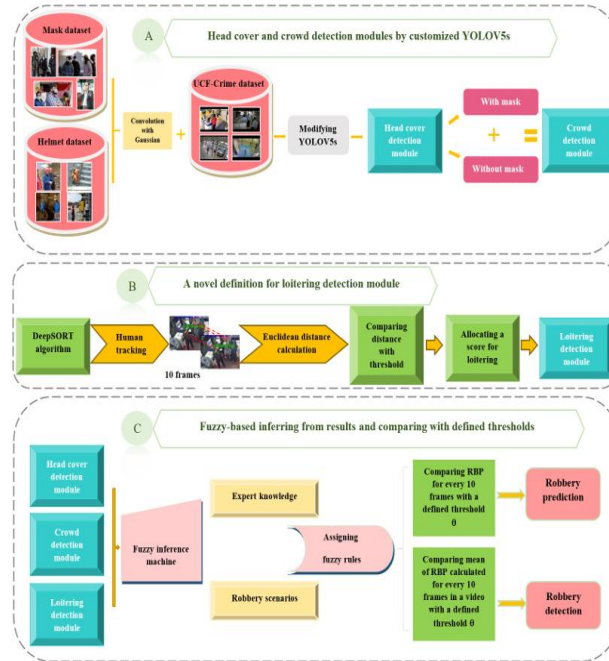 A
Head cover and crowd detection modules by customized YOLOV5s
Mask dataset
Helmet dataset
Convolution
with
Gaussian
UCF-Crime dataset
Modifying
YOLOV5s
Head cover
detection
module
With mask
Without mask
Crowd
detection
module
B
A novel definition for loitering detection module
DeepSORT
algorithm
Human
tracking
10 frames
Euclidean distance
calculation
Comparing
distance
with
threshold
Allocating a
score for
loitering
Loitering
detection
module
C
Fuzzy-based inferring from results and comparing with defined thresholds
Head cover
detection
module
Crowd
detection
module
Loitering
detection
module
Fuzzy inference
machine
Expert knowledge
Robbery scenarios
Assigning
fuzzy rules
Comparing RBP
for every 10
frames with a
defined threshold
θ
Robbery
prediction
Comparing mean
of RBP calculated
for every 10
frames in a video
with a defined
threshold θ
Robbery
detection